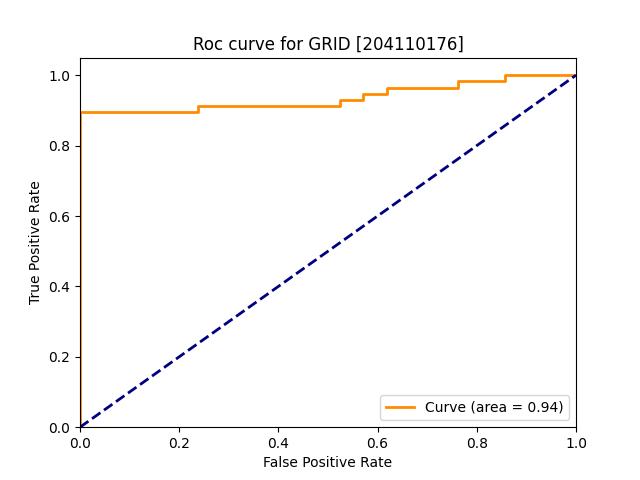 Roc curve for GRID [204110176]
True Positive Rate
1.0
0.8
0.6
0.4
0.2
0.0
0.0 0.2 0.4 0.6 0.8 1.0
False Positive Rate
Curve (area = 0.94)